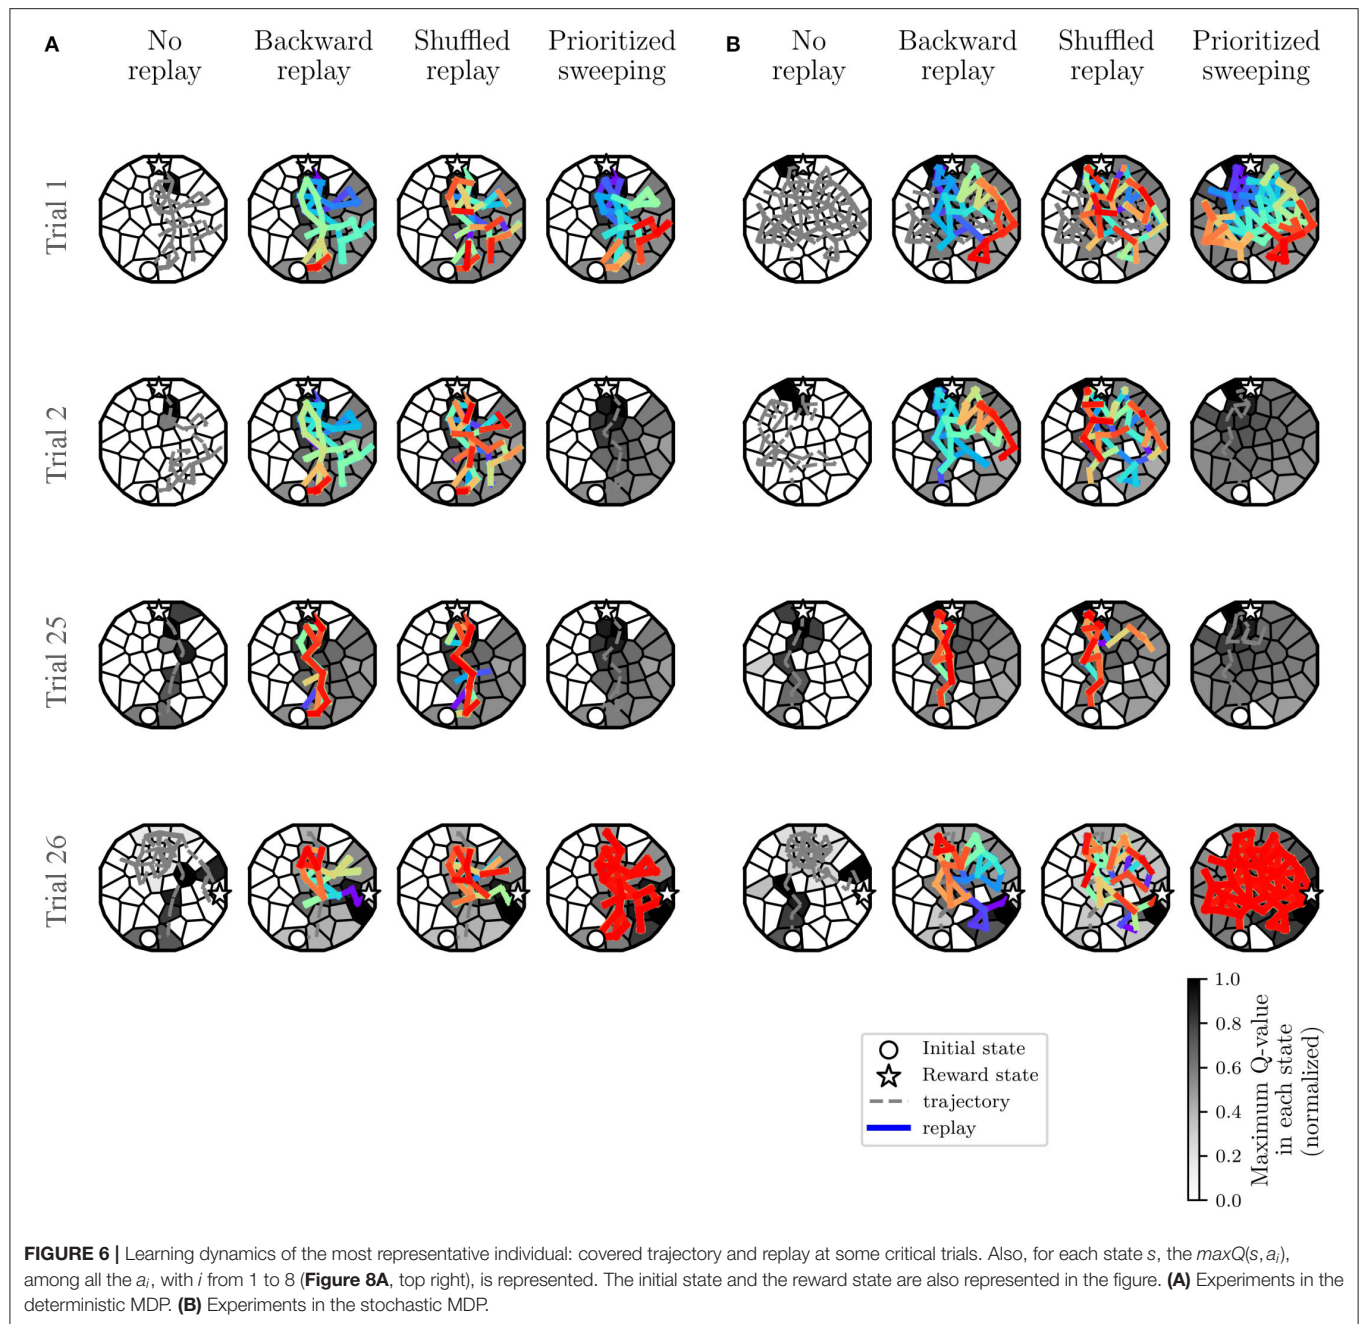 A
No replay
Backward replay
Shuffled replay
Prioritized sweeping
B
No replay
Backward replay
Shuffled replay
Prioritized sweeping
Trial 1
Trial 2
Trial 25
Trial 26
1.0
0.8
0.6
0.4
0.2
0.0
Maximum Q-value
in each state
(normalized)
Initial state
Reward state
trajectory
replay
FIGURE 6 | Learning dynamics of the most representative individual: covered trajectory and replay at some critical trials. Also, for each state s, the maxQ(s, aᵢ),
among all the aᵢ, with i from 1 to 8 (Figure 8A, top right), is represented. The initial state and the reward state are also represented in the figure. (A) Experiments in the
deterministic MDP. (B) Experiments in the stochastic MDP.